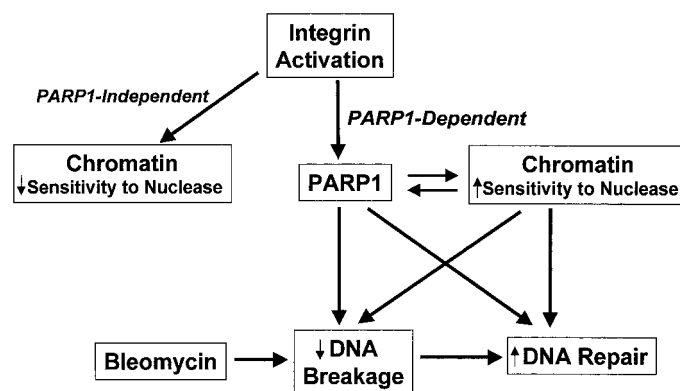 Integrin
Activation
PARP1-Independent
PARP1-Dependent
Chromatin
↓Sensitivity to Nuclease
PARP1
Chromatin
↑Sensitivity to Nuclease
Bleomycin
↓DNA
Breakage
↑DNA Repair